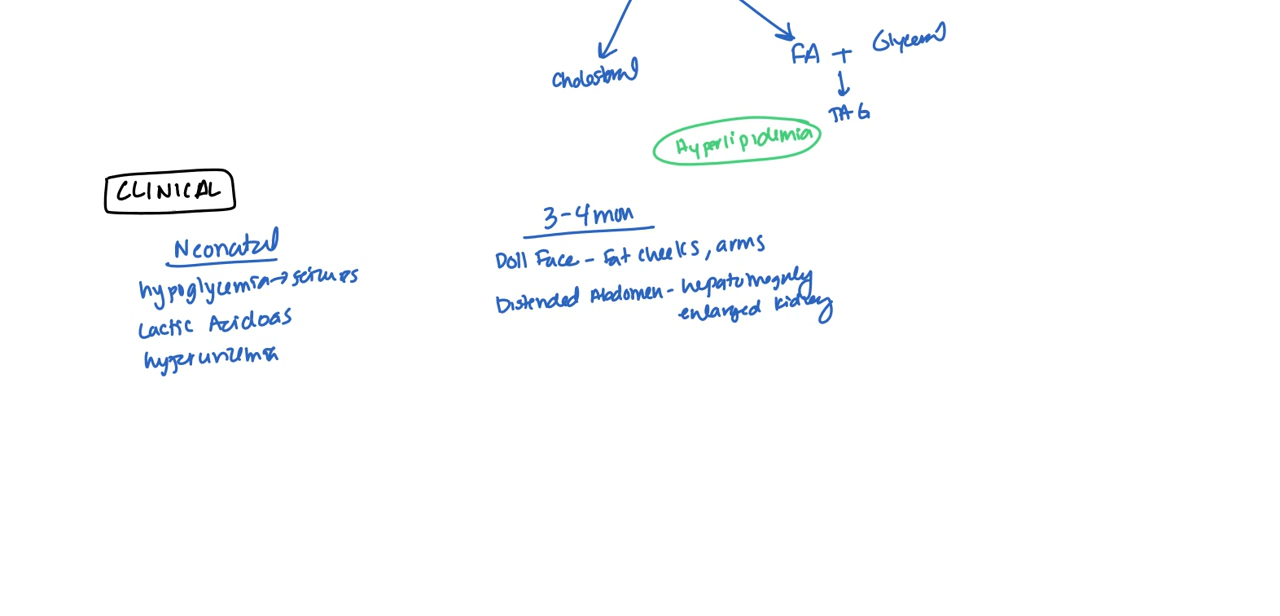 FA + Glycerol
Cholesterol
TAG
Hyperlipidemia
CLINICAL
Neonatal
hypoglycemia → seizures
Lactic Acidosis
hyperuricemia
3-4 mon
Doll Face - Fat cheeks, arms
Distended Abdomen - hepatomegaly
enlarged kidney